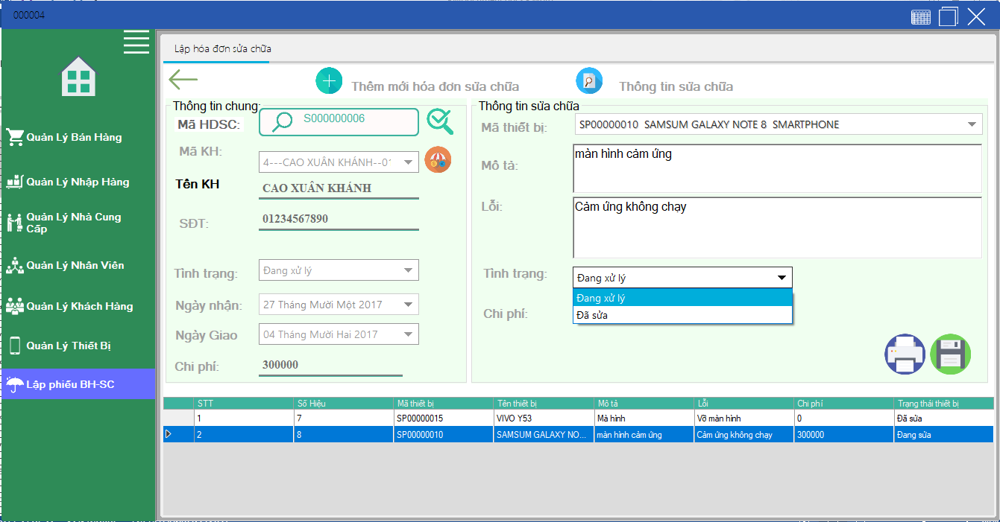 000004
Quản Lý Bán Hàng
Quản Lý Nhập Hàng
Quản Lý Nhà Cung
Cấp
Quản Lý Nhân Viên
Quản Lý Khách Hàng
Quản Lý Thiết Bị
Lập phiếu BH-SC
Lập hóa đơn sửa chữa
Thêm mới hóa đơn sửa chữa
Thông tin sửa chữa
Thông tin chung:
Mã HDSC:
S000000006
Mã KH:
4---CAO XUÂN KHÁNH--01
Tên KH
CAO XUÂN KHÁNH
SĐT:
01234567890
Tình trạng:
Đang xử lý
Ngày nhận:
27 Tháng Mười Một 2017
Ngày Giao
04 Tháng Mười Hai 2017
Chi phí:
300000
Thông tin sửa chữa
Mã thiết bị:
SP00000010 SAMSUM GALAXY NOTE 8 SMARTPHONE
Mô tả:
màn hình cảm ứng
Lỗi:
Cảm ứng không chạy
Tình trạng:
Đang xử lý
Đang xử lý
Đã sửa
Chi phí:
STT Số Hiệu Mã thiết bị Tên thiết bị Mô tả Lỗi Chi phí Trạng thái thiết bị
1 7 SP00000015 VIVO Y53 Mà hình Vỡ màn hình 0 Đã sửa
2 8 SP00000010 SAMSUM GALAXY NO... màn hình cảm ứng Cảm ứng không chạy 300000 Đang sửa